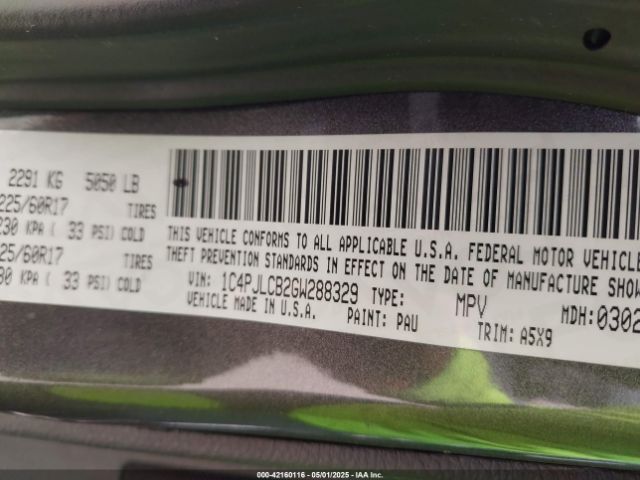 2291 KG 5050 LB
225/60R17 TIRES
230 KPA ( 33 PSI) COLD
25/60R17 TIRES
30 KPA ( 33 PSI) COLD
THIS VEHICLE CONFORMS TO ALL APPLICABLE U.S.A. FEDERAL MOTOR VEHICLE
THEFT PREVENTION STANDARDS IN EFFECT ON THE DATE OF MANUFACTURE SHOW
VIN: 1C4PJLCB2GW288329 TYPE: MPV MDH: 0302
VEHICLE MADE IN U.S.A. PAINT: PAU TRIM: A5X9
000-42160116 - 05/01/2025 - IAA Inc.